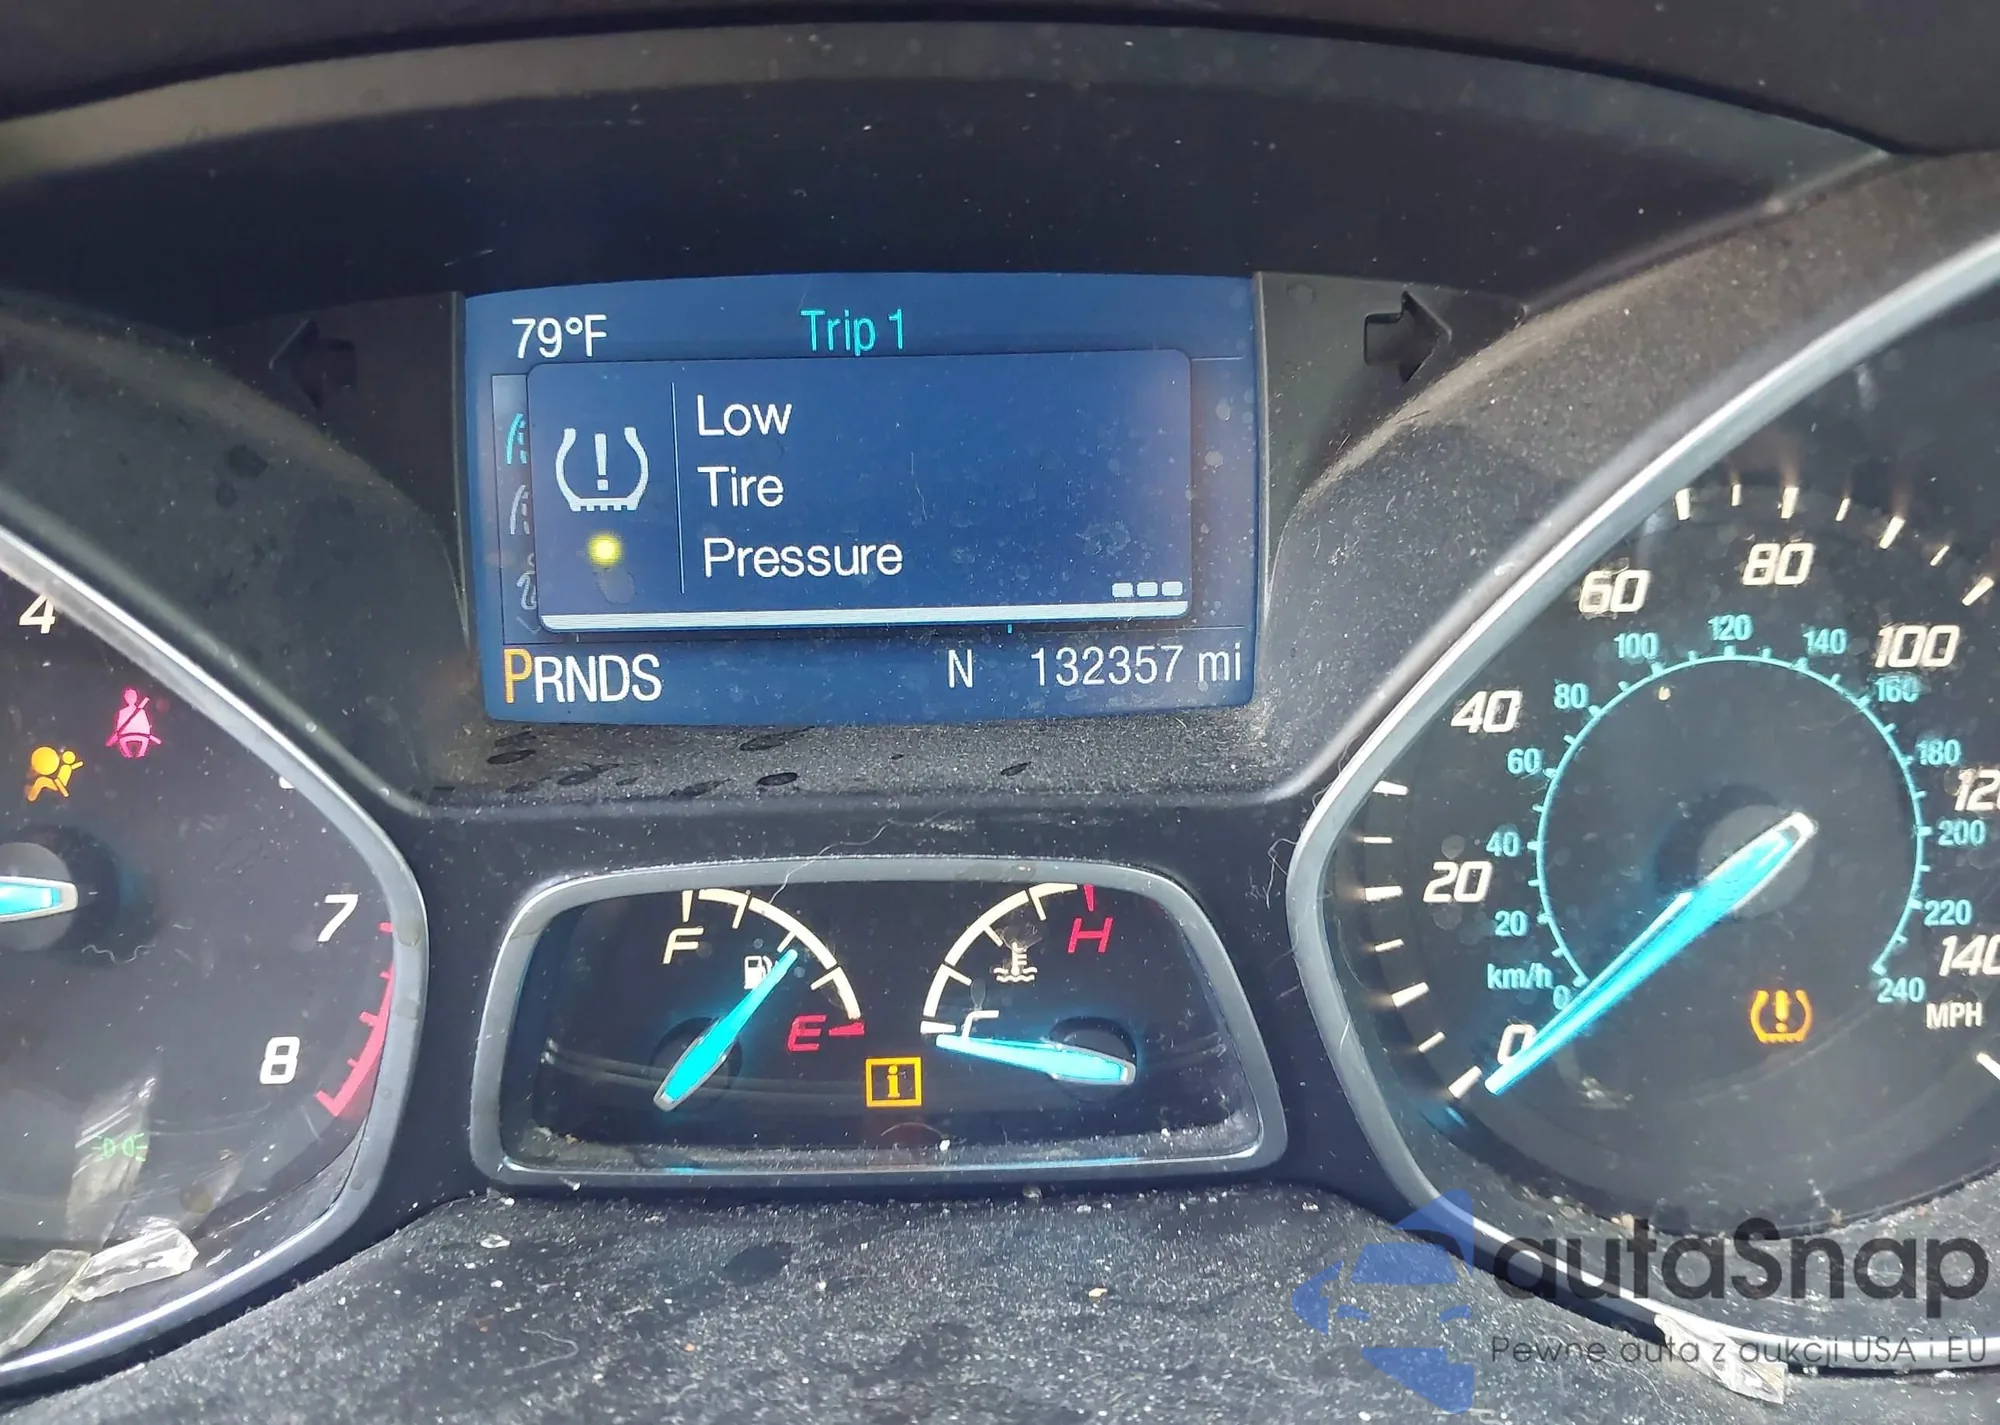 79°F
Trip 1
Low
Tire
Pressure
PRNDS
N
132357 mi
4
7
8
F
E
H
C
i
0
20
40
60
80
100
120
140
MPH
km/h
0
20
40
60
80
100
120
140
160
180
200
220
240
autaSnap
Pewne auta z aukcji USA i EU